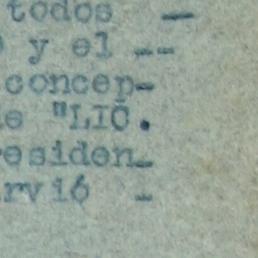 todos —
y el --
concep-
"LIC.
residen-
rvió -